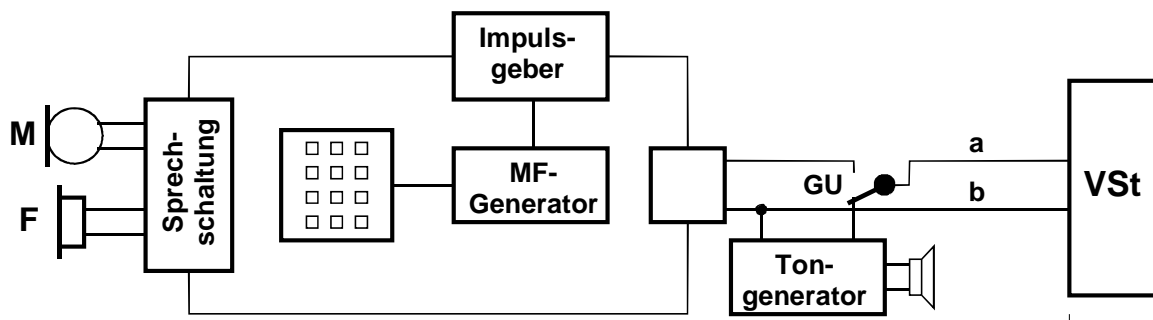 Impuls-
geber
M
F
Sprech-
schaltung
MF-
Generator
GU
a
b
VSt
Ton-
generator